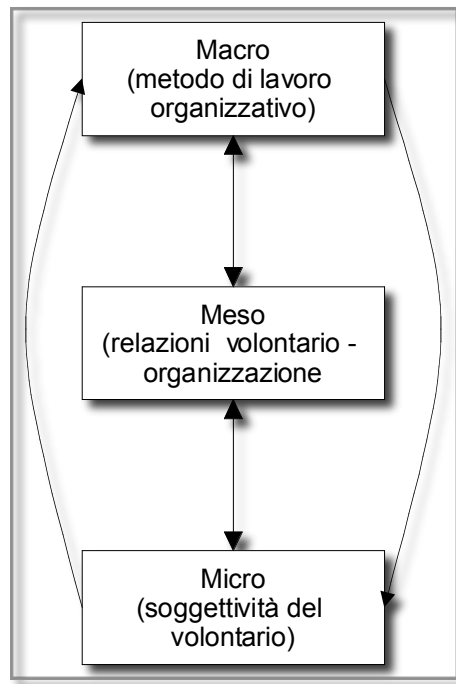 Macro
(metodo di lavoro
organizzativo)
Meso
(relazioni  volontario -
organizzazione
Micro
(soggettività del
volontario)